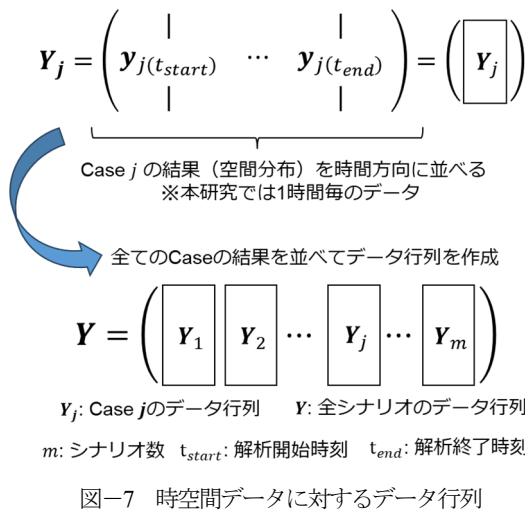 Y_j = ( y_j(t_start) ⋯ y_j(t_end) ) = ( Y_j )
Case j の結果（空間分布）を時間方向に並べる
※本研究では1時間毎のデータ
全てのCaseの結果を並べてデータ行列を作成
Y = ( Y_1 Y_2 ⋯ Y_j ⋯ Y_m )
Y_j: Case jのデータ行列 Y: 全シナリオのデータ行列
m: シナリオ数 t_start: 解析開始時刻 t_end: 解析終了時刻
図－7 時空間データに対するデータ行列